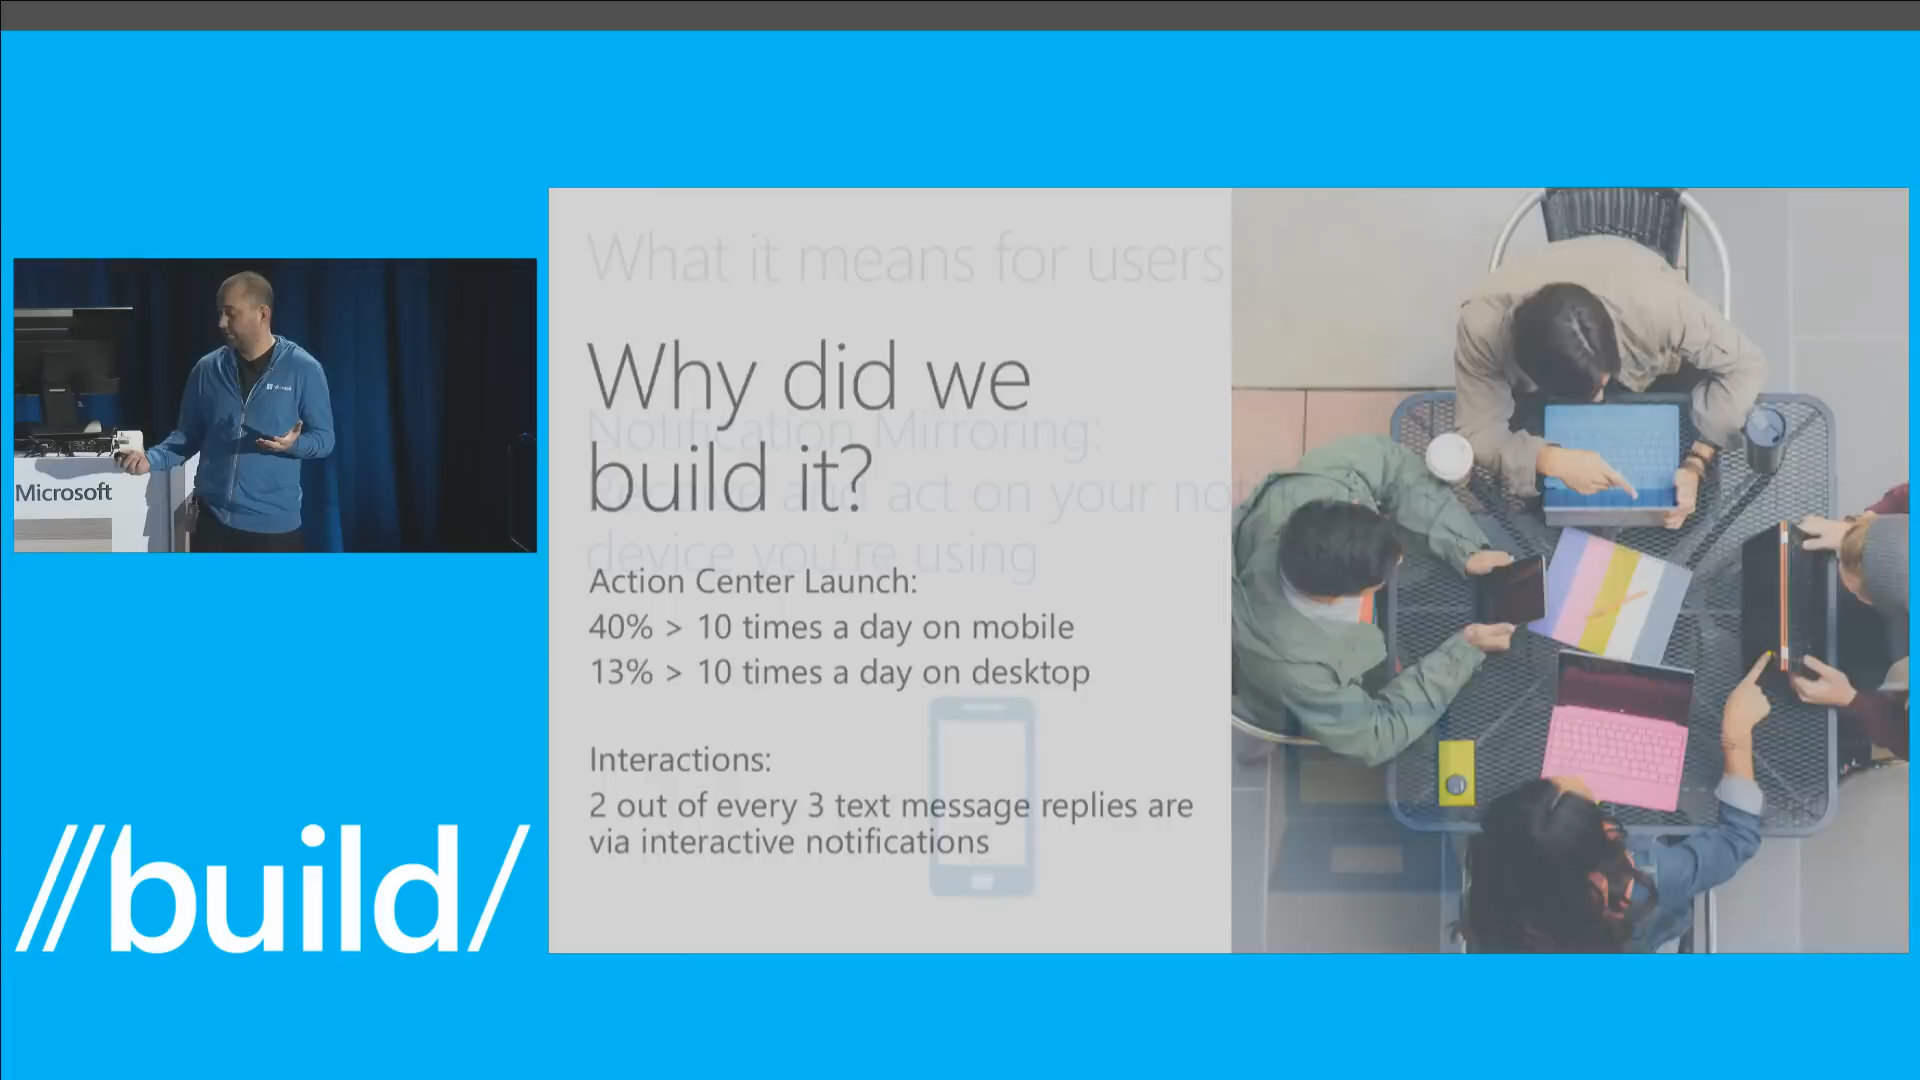 What it means for users
Why did we
build it?
Notification Mirroring:
act on your
device you're using
Action Center Launch:
40% > 10 times a day on mobile
13% > 10 times a day on desktop
Interactions:
2 out of every 3 text message replies are
via interactive notifications
Microsoft
//build/